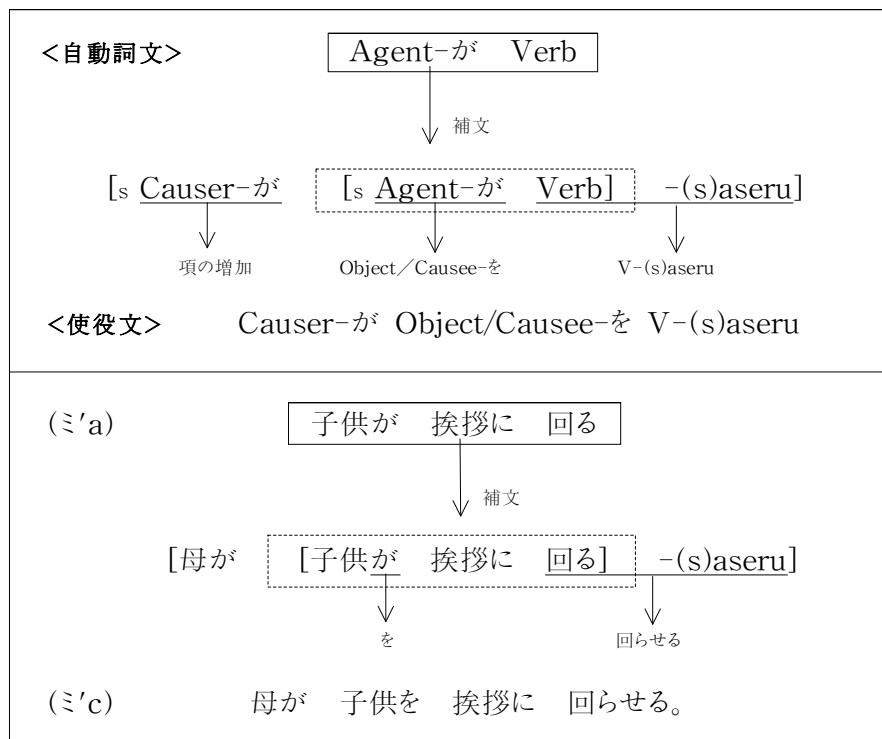 <自動詞文> Agent-が Verb
補文
[s Causer-が [s Agent-が Verb] -(s)aseru]
項の増加 Object/Causee-を V-(s)aseru
<使役文> Causer-が Object/Causee-を V-(s)aseru
(ミ′a) 子供が 挨拶に 回る
補文
[母が [子供が 挨拶に 回る] -(s)aseru]
を 回らせる
(ミ′c) 母が 子供を 挨拶に 回らせる。